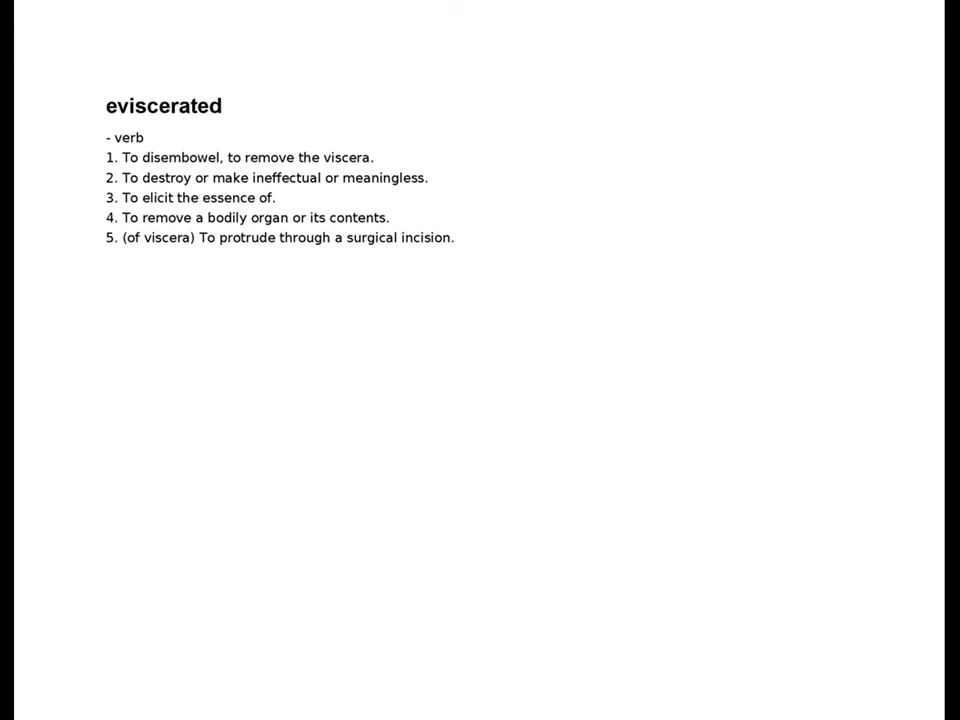 eviscerated
- verb
1. To disembowel, to remove the viscera.
2. To destroy or make ineffectual or meaningless.
3. To elicit the essence of.
4. To remove a bodily organ or its contents.
5. (of viscera) To protrude through a surgical incision.